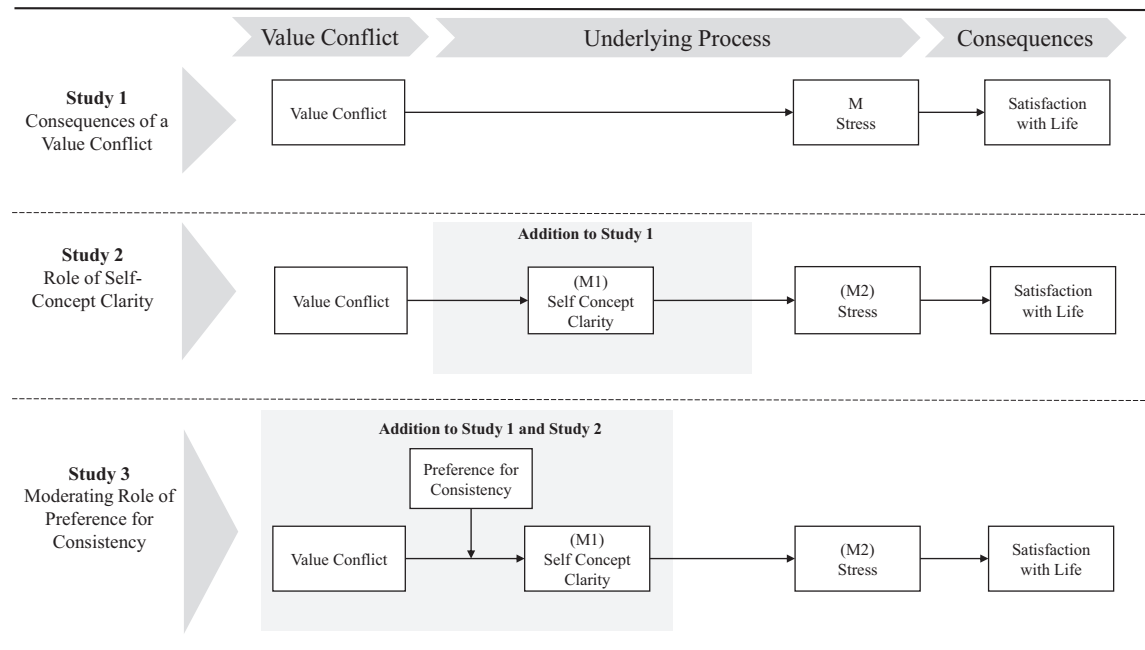 Value Conflict
Underlying Process
Consequences
Study 1
Consequences of a
Value Conflict
Value Conflict
M
Stress
Satisfaction
with Life
Study 2
Role of Self-
Concept Clarity
Addition to Study 1
Value Conflict
(M1)
Self Concept
Clarity
(M2)
Stress
Satisfaction
with Life
Study 3
Moderating Role of
Preference for
Consistency
Addition to Study 1 and Study 2
Preference for
Consistency
Value Conflict
(M1)
Self Concept
Clarity
(M2)
Stress
Satisfaction
with Life